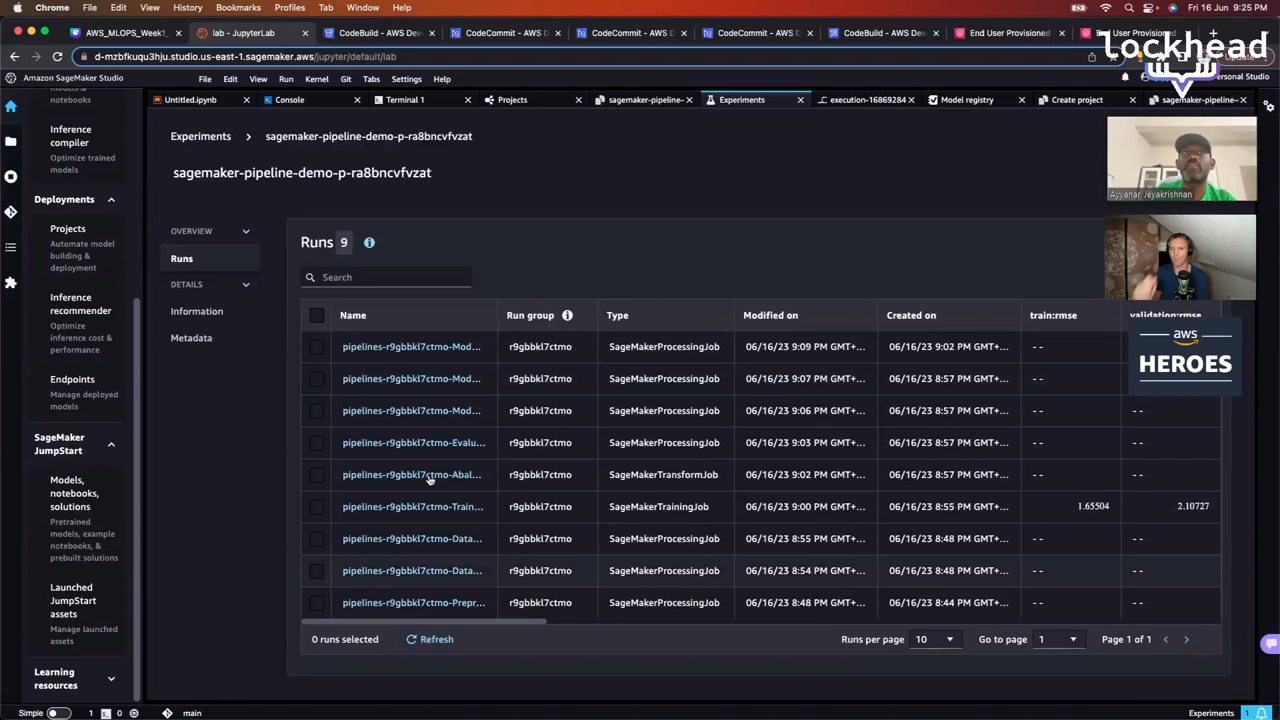 Chrome File Edit View History Bookmarks Profiles Tab Window Help Fri 16 Jun 9:25 PM
AWS_MLOPS_Week1_ lab - JupyterLab CodeBuild - AWS Dev CodeCommit - AWS D CodeCommit - AWS D CodeCommit - AWS D CodeBuild - AWS Dev End User Provisioned End User Provisioned
d-mzbfkuqu3hju.studio.us-east-1.sagemaker.aws/jupyter/default/lab
lockhead
Amazon SageMaker Studio File Edit View Run Kernel Git Tabs Settings Help Personal Studio
Untitled.ipynb Console Terminal 1 Projects sagemaker-pipeline- Experiments execution-16869284 Model registry Create project sagemaker-pipeline-
models
& notebooks
Inference
compiler
Optimize trained
models
Deployments
Projects
Automate model
building &
deployment
Inference
recommender
Optimize
inference cost &
performance
Endpoints
Manage deployed
models
SageMaker
JumpStart
Models,
notebooks,
solutions
Pretrained
models, example
notebooks, &
prebuilt solutions
Launched
JumpStart
assets
Manage launched
assets
Learning
resources
Experiments > sagemaker-pipeline-demo-p-ra8bncvfvzat
sagemaker-pipeline-demo-p-ra8bncvfvzat
Ayyanar Jeyakrishnan
OVERVIEW
Runs
DETAILS
Information
Metadata
Runs 9
Search
Name Run group Type Modified on Created on train:rmse validation:rmse
pipelines-r9gbbkl7ctmo-Mod... r9gbbkl7ctmo SageMakerProcessingJob 06/16/23 9:09 PM GMT+... 06/16/23 9:02 PM GMT+... --
pipelines-r9gbbkl7ctmo-Mod... r9gbbkl7ctmo SageMakerProcessingJob 06/16/23 9:07 PM GMT+... 06/16/23 8:57 PM GMT+... --
pipelines-r9gbbkl7ctmo-Mod... r9gbbkl7ctmo SageMakerProcessingJob 06/16/23 9:06 PM GMT+... 06/16/23 8:57 PM GMT+... -- --
pipelines-r9gbbkl7ctmo-Evalu... r9gbbkl7ctmo SageMakerProcessingJob 06/16/23 9:03 PM GMT+... 06/16/23 8:57 PM GMT+... -- --
pipelines-r9gbbkl7ctmo-Abal... r9gbbkl7ctmo SageMakerTransformJob 06/16/23 9:02 PM GMT+... 06/16/23 8:57 PM GMT+... -- --
pipelines-r9gbbkl7ctmo-Train... r9gbbkl7ctmo SageMakerTrainingJob 06/16/23 9:00 PM GMT+... 06/16/23 8:55 PM GMT+... 1.65504 2.10727
pipelines-r9gbbkl7ctmo-Data... r9gbbkl7ctmo SageMakerProcessingJob 06/16/23 8:55 PM GMT+... 06/16/23 8:48 PM GMT+... -- --
pipelines-r9gbbkl7ctmo-Data... r9gbbkl7ctmo SageMakerProcessingJob 06/16/23 8:54 PM GMT+... 06/16/23 8:48 PM GMT+... -- --
pipelines-r9gbbkl7ctmo-Prepr... r9gbbkl7ctmo SageMakerProcessingJob 06/16/23 8:48 PM GMT+... 06/16/23 8:44 PM GMT+... -- --
aws
HEROES
0 runs selected Refresh Runs per page 10 Go to page 1 Page 1 of 1
Simple 1 0 main Experiments 1